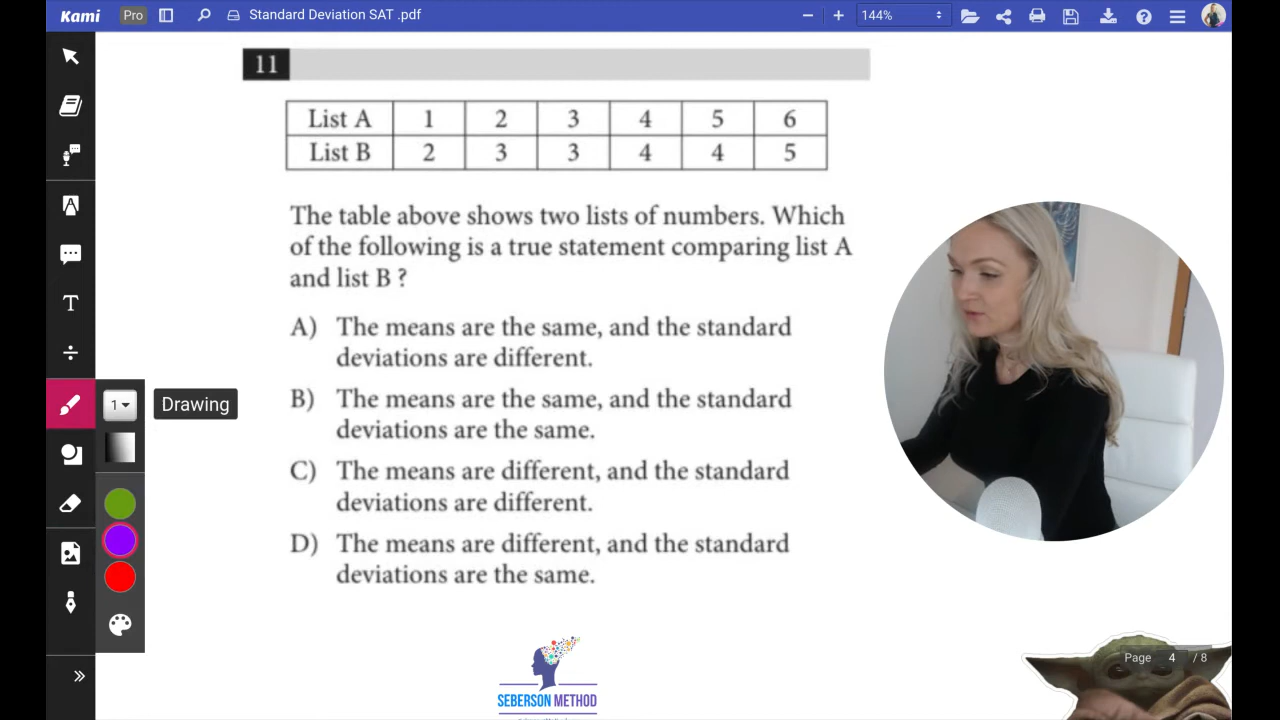 Kami Pro Standard Deviation SAT .pdf 144%
11
List A 1 2 3 4 5 6
List B 2 3 3 4 4 5
The table above shows two lists of numbers. Which
of the following is a true statement comparing list A
and list B ?
A) The means are the same, and the standard
deviations are different.
B) The means are the same, and the standard
deviations are the same.
C) The means are different, and the standard
deviations are different.
D) The means are different, and the standard
deviations are the same.
1
Drawing
SEBERSON METHOD
Page 4 / 8